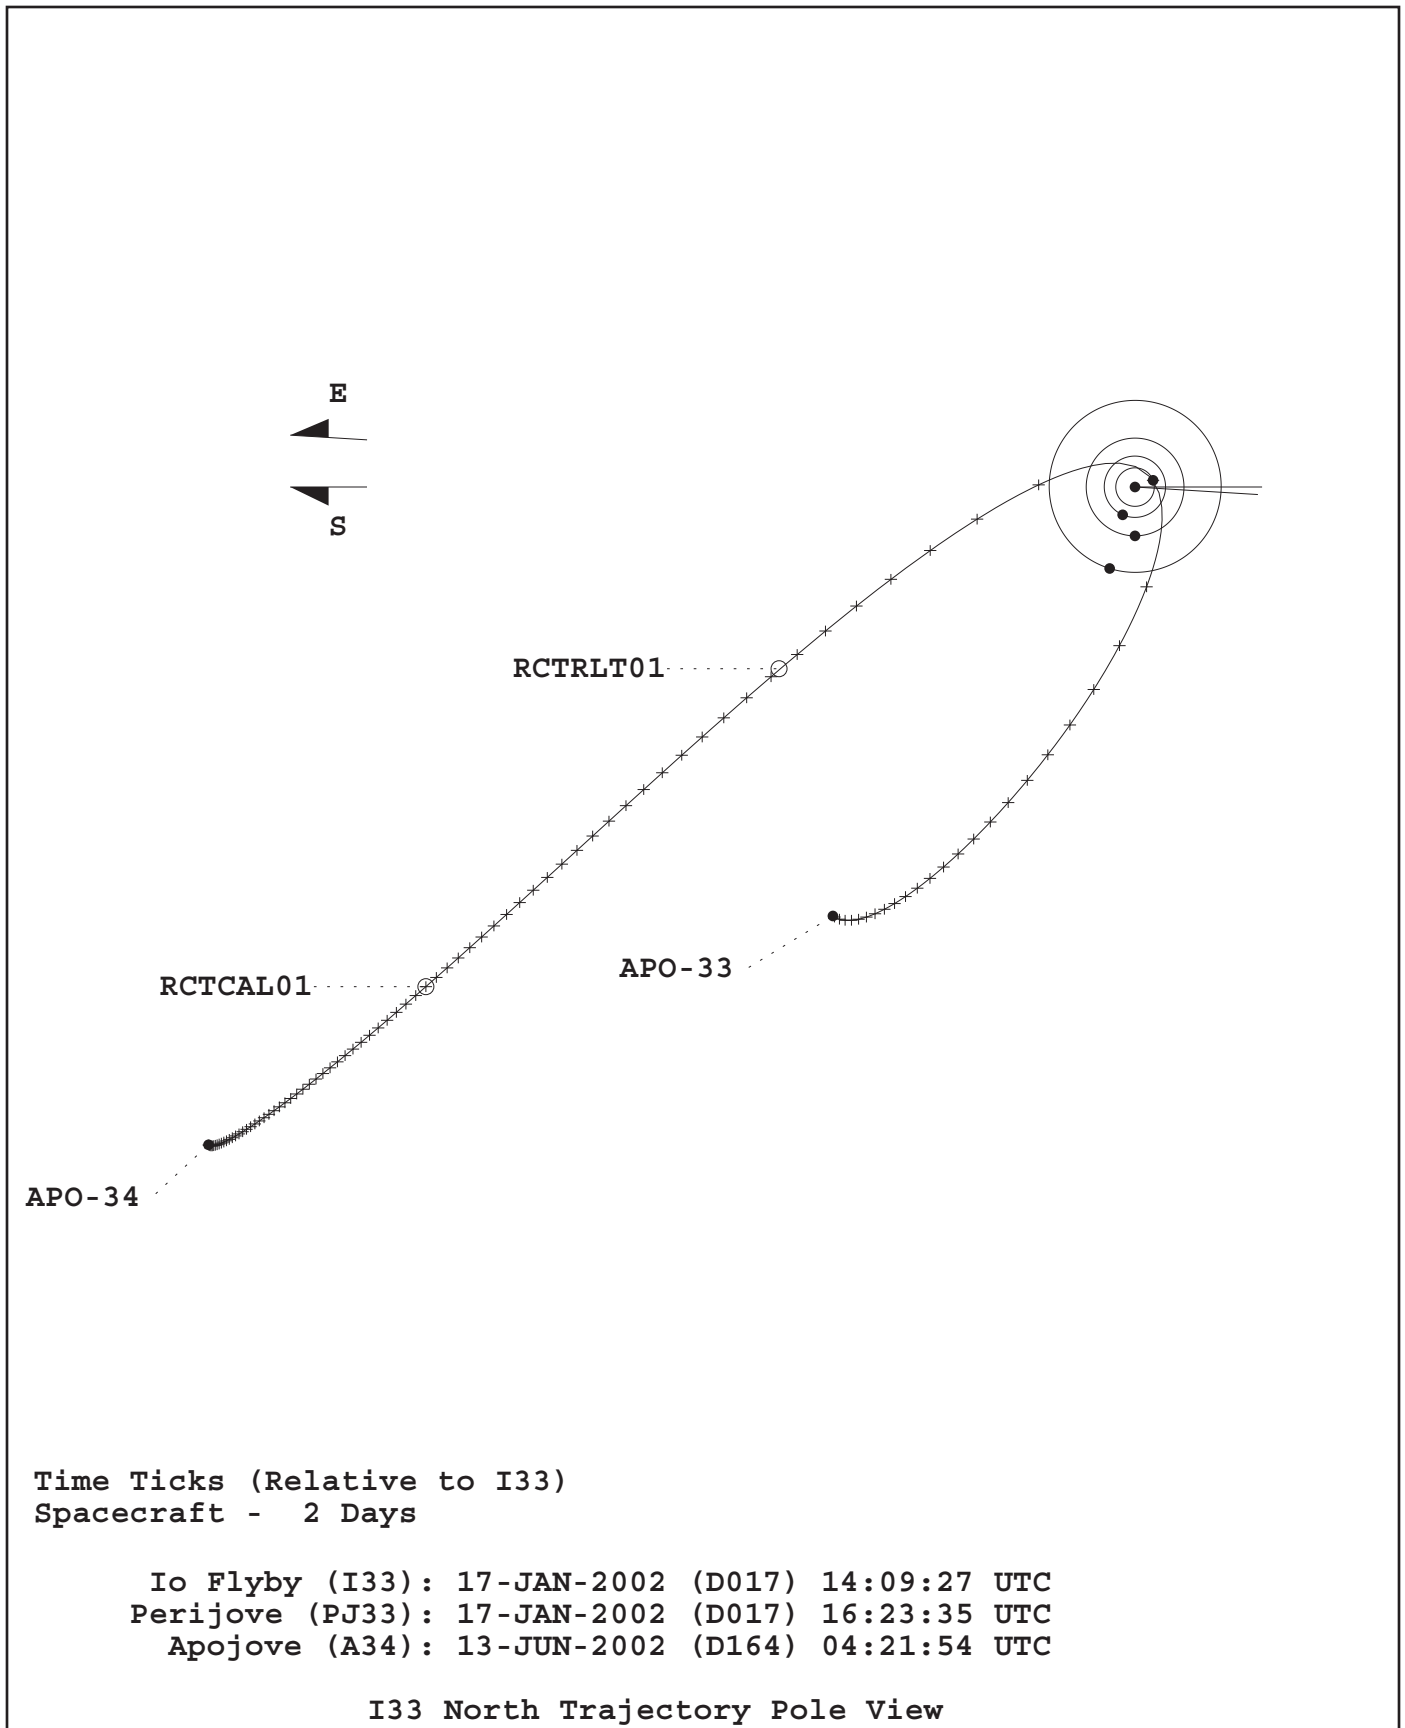 E
S
RCTRLT01
APO-33
RCTCAL01
APO-34
Time Ticks (Relative to I33)
Spacecraft - 2 Days
Io Flyby (I33): 17-JAN-2002 (D017) 14:09:27 UTC
Perijove (PJ33): 17-JAN-2002 (D017) 16:23:35 UTC
Apojove (A34): 13-JUN-2002 (D164) 04:21:54 UTC
I33 North Trajectory Pole View